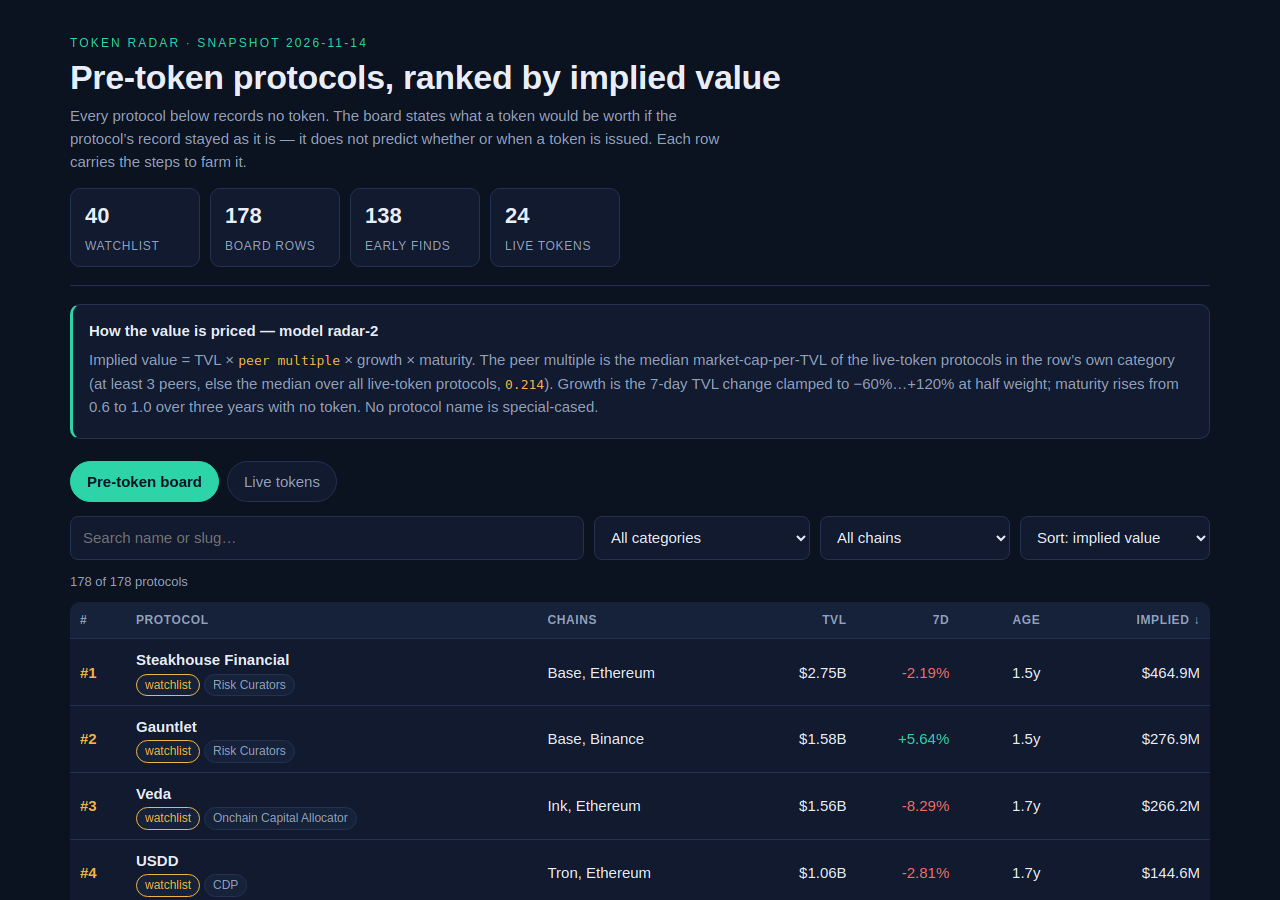 TOKEN RADAR · SNAPSHOT 2026-11-14
Pre-token protocols, ranked by implied value
Every protocol below records no token. The board states what a token would be worth if the
protocol's record stayed as it is — it does not predict whether or when a token is issued. Each row
carries the steps to farm it.
40
WATCHLIST
178
BOARD ROWS
138
EARLY FINDS
24
LIVE TOKENS
How the value is priced — model radar-2
Implied value = TVL × peer multiple × growth × maturity. The peer multiple is the median market-cap-per-TVL of the live-token protocols in the row's own category
(at least 3 peers, else the median over all live-token protocols, 0.214). Growth is the 7-day TVL change clamped to −60%…+120% at half weight; maturity rises from
0.6 to 1.0 over three years with no token. No protocol name is special-cased.
Pre-token board Live tokens
Search name or slug… All categories All chains Sort: implied value
178 of 178 protocols
# PROTOCOL CHAINS TVL 7D AGE IMPLIED ↓
#1 Steakhouse Financial Base, Ethereum $2.75B -2.19% 1.5y $464.9M
watchlist Risk Curators
#2 Gauntlet Base, Binance $1.58B +5.64% 1.5y $276.9M
watchlist Risk Curators
#3 Veda Ink, Ethereum $1.56B -8.29% 1.7y $266.2M
watchlist Onchain Capital Allocator
#4 USDD Tron, Ethereum $1.06B -2.81% 1.7y $144.6M
watchlist CDP